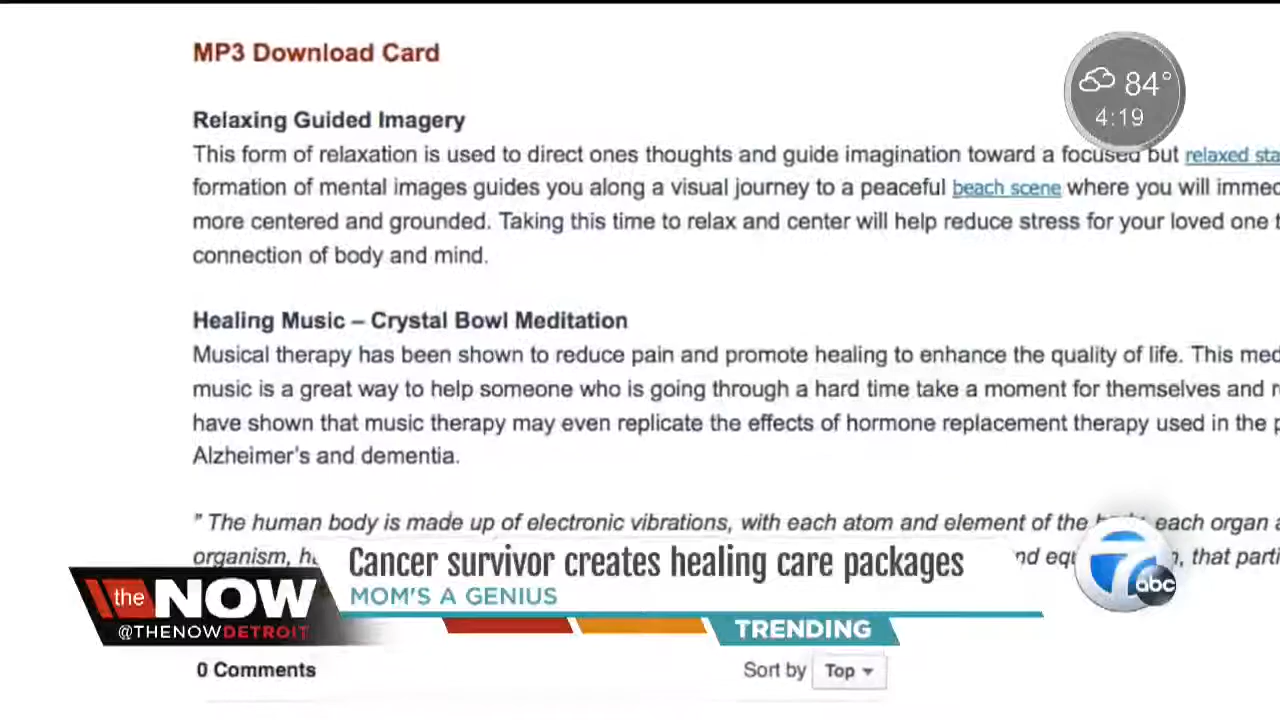 MP3 Download Card
84°
4:19
Relaxing Guided Imagery
This form of relaxation is used to direct ones thoughts and guide imagination toward a focused but relaxed sta
formation of mental images guides you along a visual journey to a peaceful beach scene where you will immed
more centered and grounded. Taking this time to relax and center will help reduce stress for your loved one t
connection of body and mind.
Healing Music – Crystal Bowl Meditation
Musical therapy has been shown to reduce pain and promote healing to enhance the quality of life. This med
music is a great way to help someone who is going through a hard time take a moment for themselves and r
have shown that music therapy may even replicate the effects of hormone replacement therapy used in the p
Alzheimer's and dementia.
" The human body is made up of electronic vibrations, with each atom and element of the each organ a
organism, that parti
Cancer survivor creates healing care packages
MOM'S A GENIUS
the NOW
@THENOWDETROIT
TRENDING
7 abc
0 Comments
Sort by Top